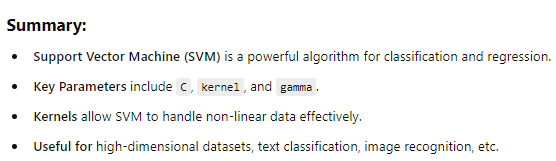 Summary:
• Support Vector Machine (SVM) is a powerful algorithm for classification and regression.
• Key Parameters include C, kernel, and gamma.
• Kernels allow SVM to handle non-linear data effectively.
• Useful for high-dimensional datasets, text classification, image recognition, etc.